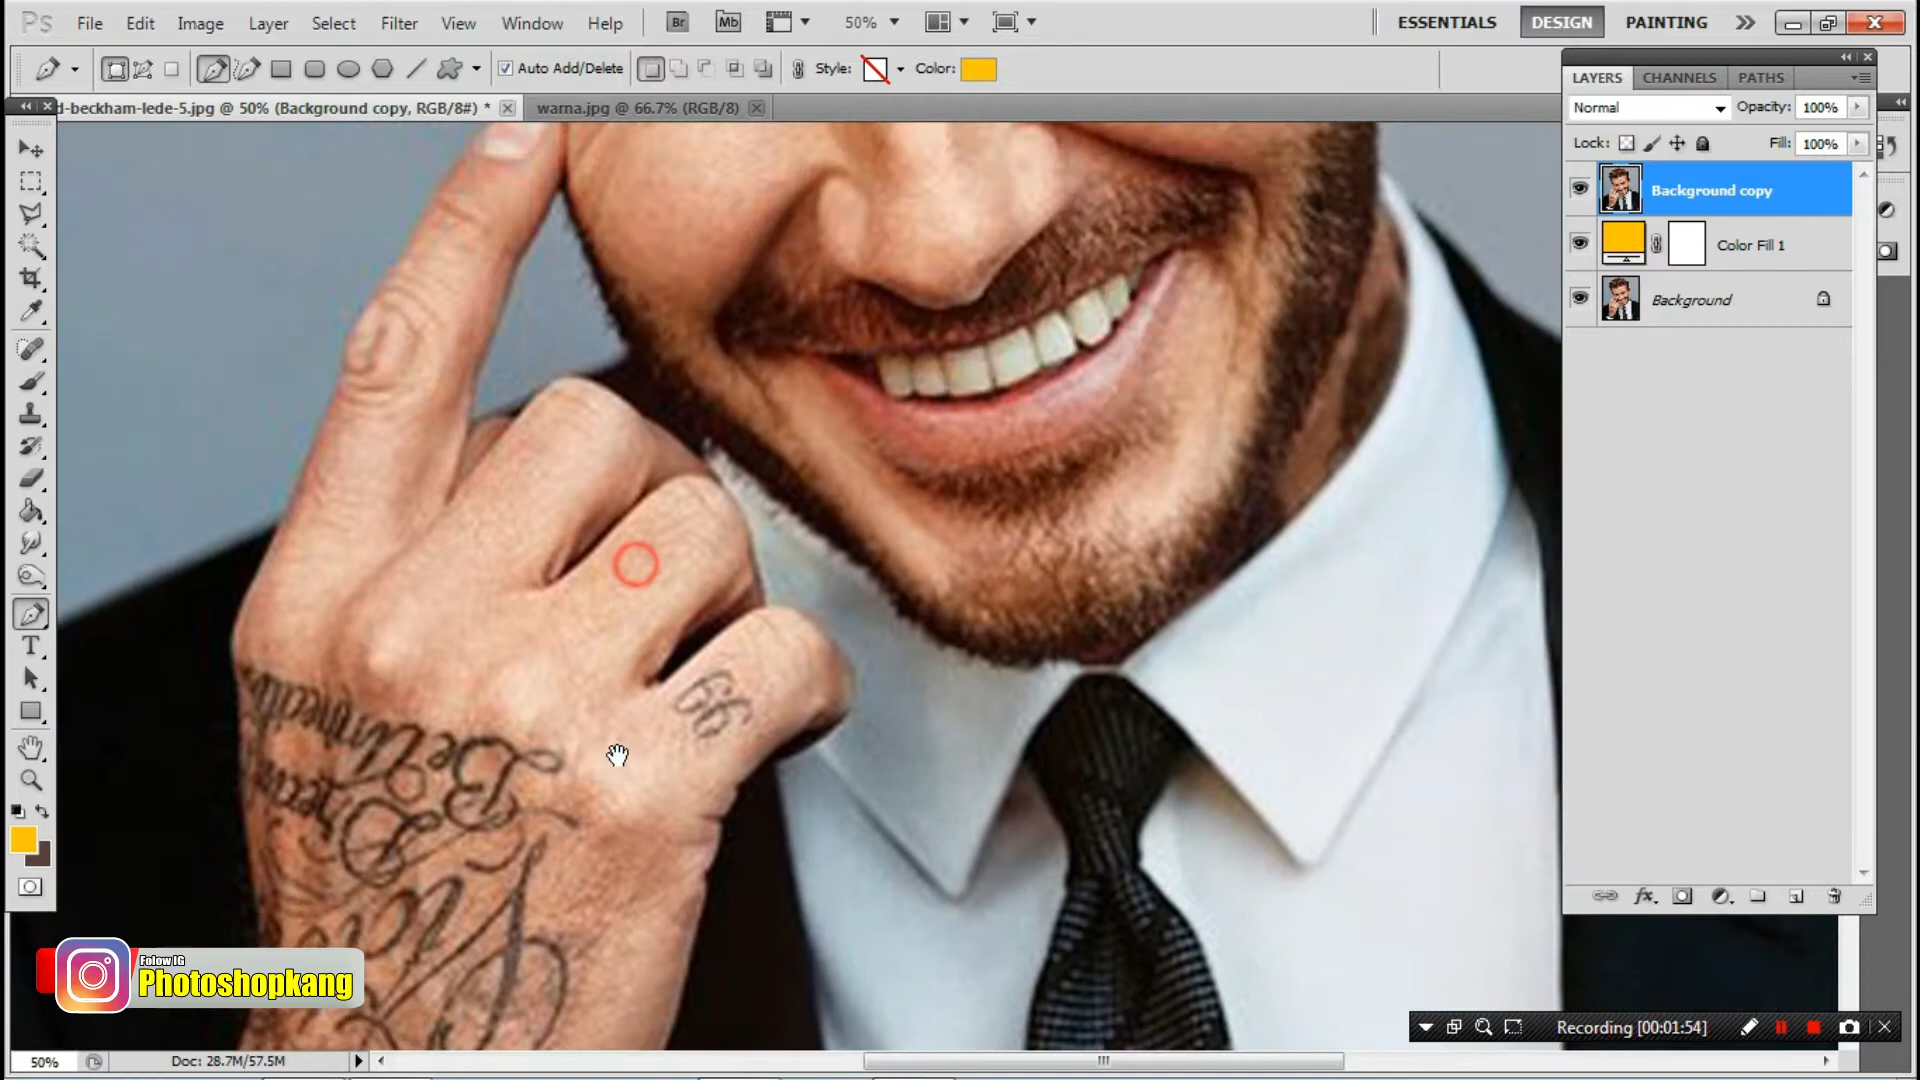 Ps File Edit Image Layer Select Filter View Window Help Br Mb 50% ESSENTIALS DESIGN PAINTING
Auto Add/Delete Style: Color:
d-beckham-lede-5.jpg @ 50% (Background copy, RGB/8#) * warna.jpg @ 66.7% (RGB/8)
LAYERS CHANNELS PATHS
Normal Opacity: 100%
Lock: Fill: 100%
Background copy
Color Fill 1
Background
T
99
fx
Folow IG
Photoshopkang
Recording [00:01:54]
50% Doc: 28.7M/57.5M